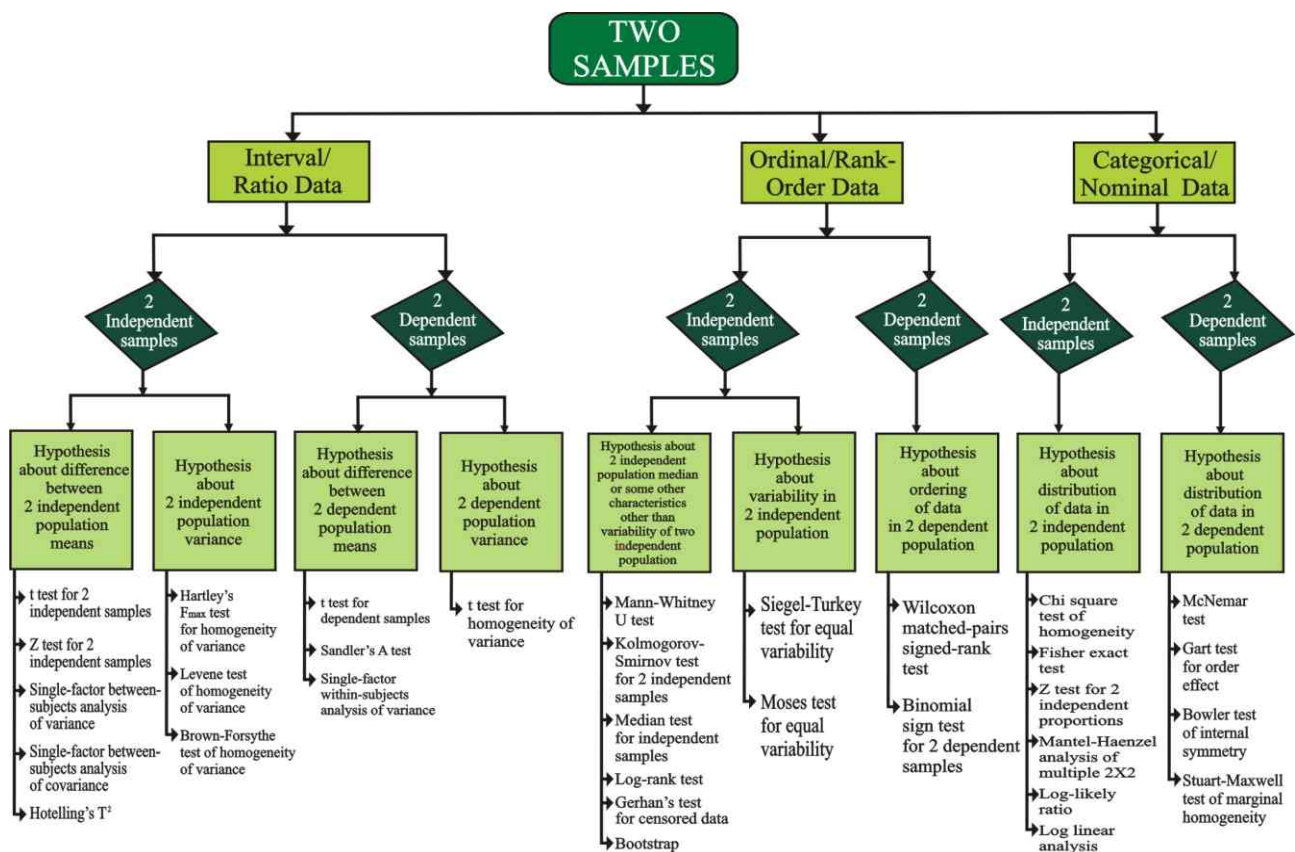 TWO
SAMPLES
Interval/
Ratio Data
Ordinal/Rank-
Order Data
Categorical/
Nominal Data
2
Independent
samples
2
Dependent
samples
2
Independent
samples
2
Dependent
samples
2
Independent
samples
2
Dependent
samples
Hypothesis
about difference
between
2 independent
population
means
t test for 2
independent samples
Z test for 2
independent samples
Single-factor between-
subjects analysis
of variance
Single-factor between-
subjects analysis
of covariance
Hotelling's T²
Hypothesis
about
2 independent
population
variance
Hartley's
Fmax test
for homogeneity
of variance
Levene test
of homogeneity
of variance
Brown-Forsythe
test of homogeneity
of variance
Hypothesis
about difference
between
2 dependent
population
means
t test for
dependent samples
Sandler's A test
Single-factor
within-subjects
analysis of variance
Hypothesis
about
2 dependent
population
variance
t test for
homogeneity of
variance
Hypothesis about
2 independent
population median
or some other
characteristics
other than
variability of two
independent
population
Mann-Whitney
U test
Kolmogorov-
Smirnov test
for 2 independent
samples
Median test
for independent
samples
Log-rank test
Gerhan's test
for censored data
Bootstrap
Hypothesis
about
variability in
2 independent
population
Siegel-Turkey
test for equal
variability
Moses test
for equal
variability
Hypothesis
about
ordering
of data
in 2 dependent
population
Wilcoxon
matched-pairs
signed-rank
test
Binomial
sign test
for 2 dependent
samples
Hypothesis
about
distribution
of data in
2 independent
population
Chi square
test of
homogeneity
Fisher exact
test
Z test for 2
independent
proportions
Mantel-Haenzel
analysis of
multiple 2X2
Log-likely
ratio
Log linear
analysis
Hypothesis
about
distribution
of data in
2 dependent
population
McNemar
test
Gart test
for order
effect
Bowler test
of internal
symmetry
Stuart-Maxwell
test of marginal
homogeneity